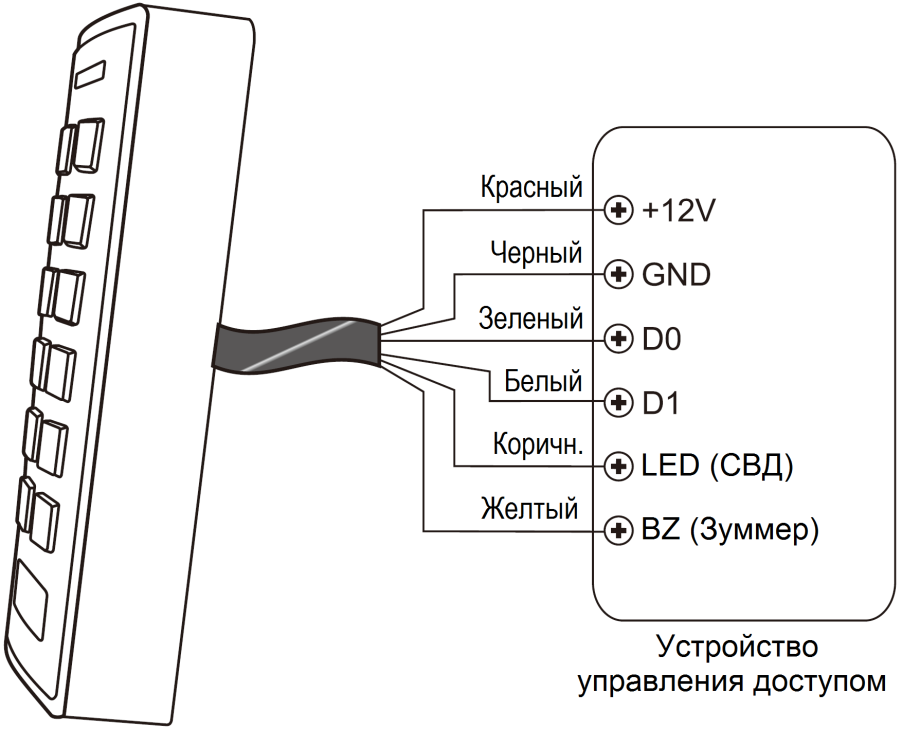 Красный
+12V
Черный
GND
Зеленый
D0
Белый
D1
Коричн.
LED (СВД)
Желтый
BZ (Зуммер)
Устройство
управления доступом